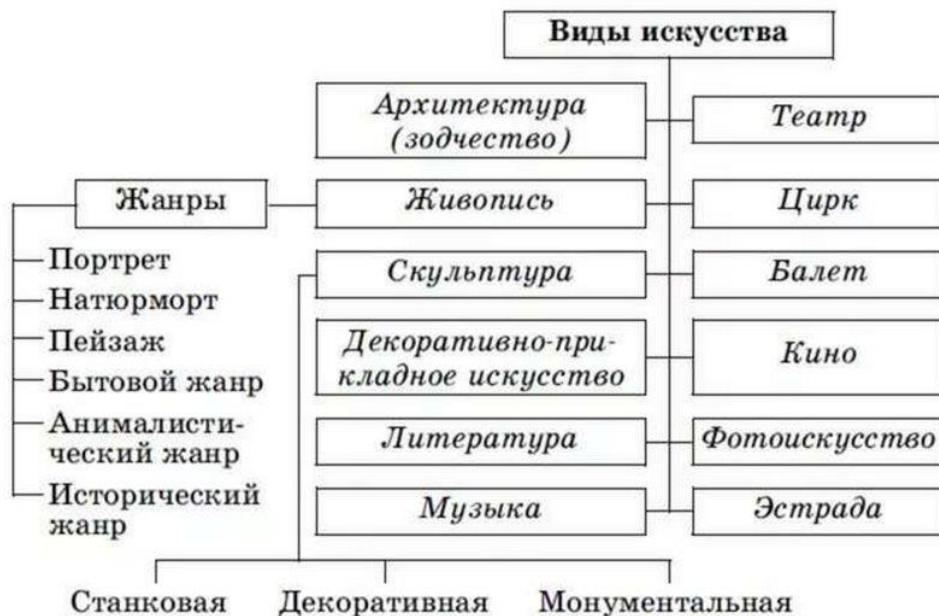 Виды искусства
Архитектура
(зодчество)
Театр
Жанры
Живопись
Цирк
Портрет
Натюрморт
Пейзаж
Бытовой жанр
Анималисти-
ческий жанр
Исторический
жанр
Скульптура
Балет
Декоративно-при-
кладное искусство
Кино
Литература
Фотоискусство
Музыка
Эстрада
Станковая
Декоративная
Монументальная